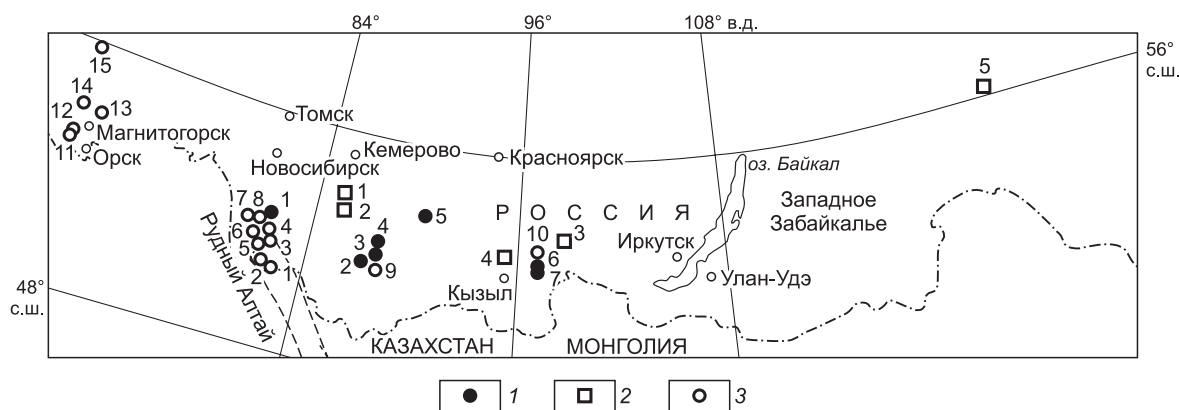 84°
96°
108° в.д.
56°
с.ш.
15
14
13
12
11
Магнитогорск
Орск
Томск
Новосибирск
Кемерово
Красноярск
5
оз. Байкал
Западное
Забайкалье
РОССИЯ
Иркутск
Улан-Удэ
Кызыл
1
2
5
4
3
2
9
4
10
3
6
7
7
8
1
6
4
5
3
2
1
Рудный Алтай
48°
с.ш.
КАЗАХСТАН
МОНГОЛИЯ
1
2
3